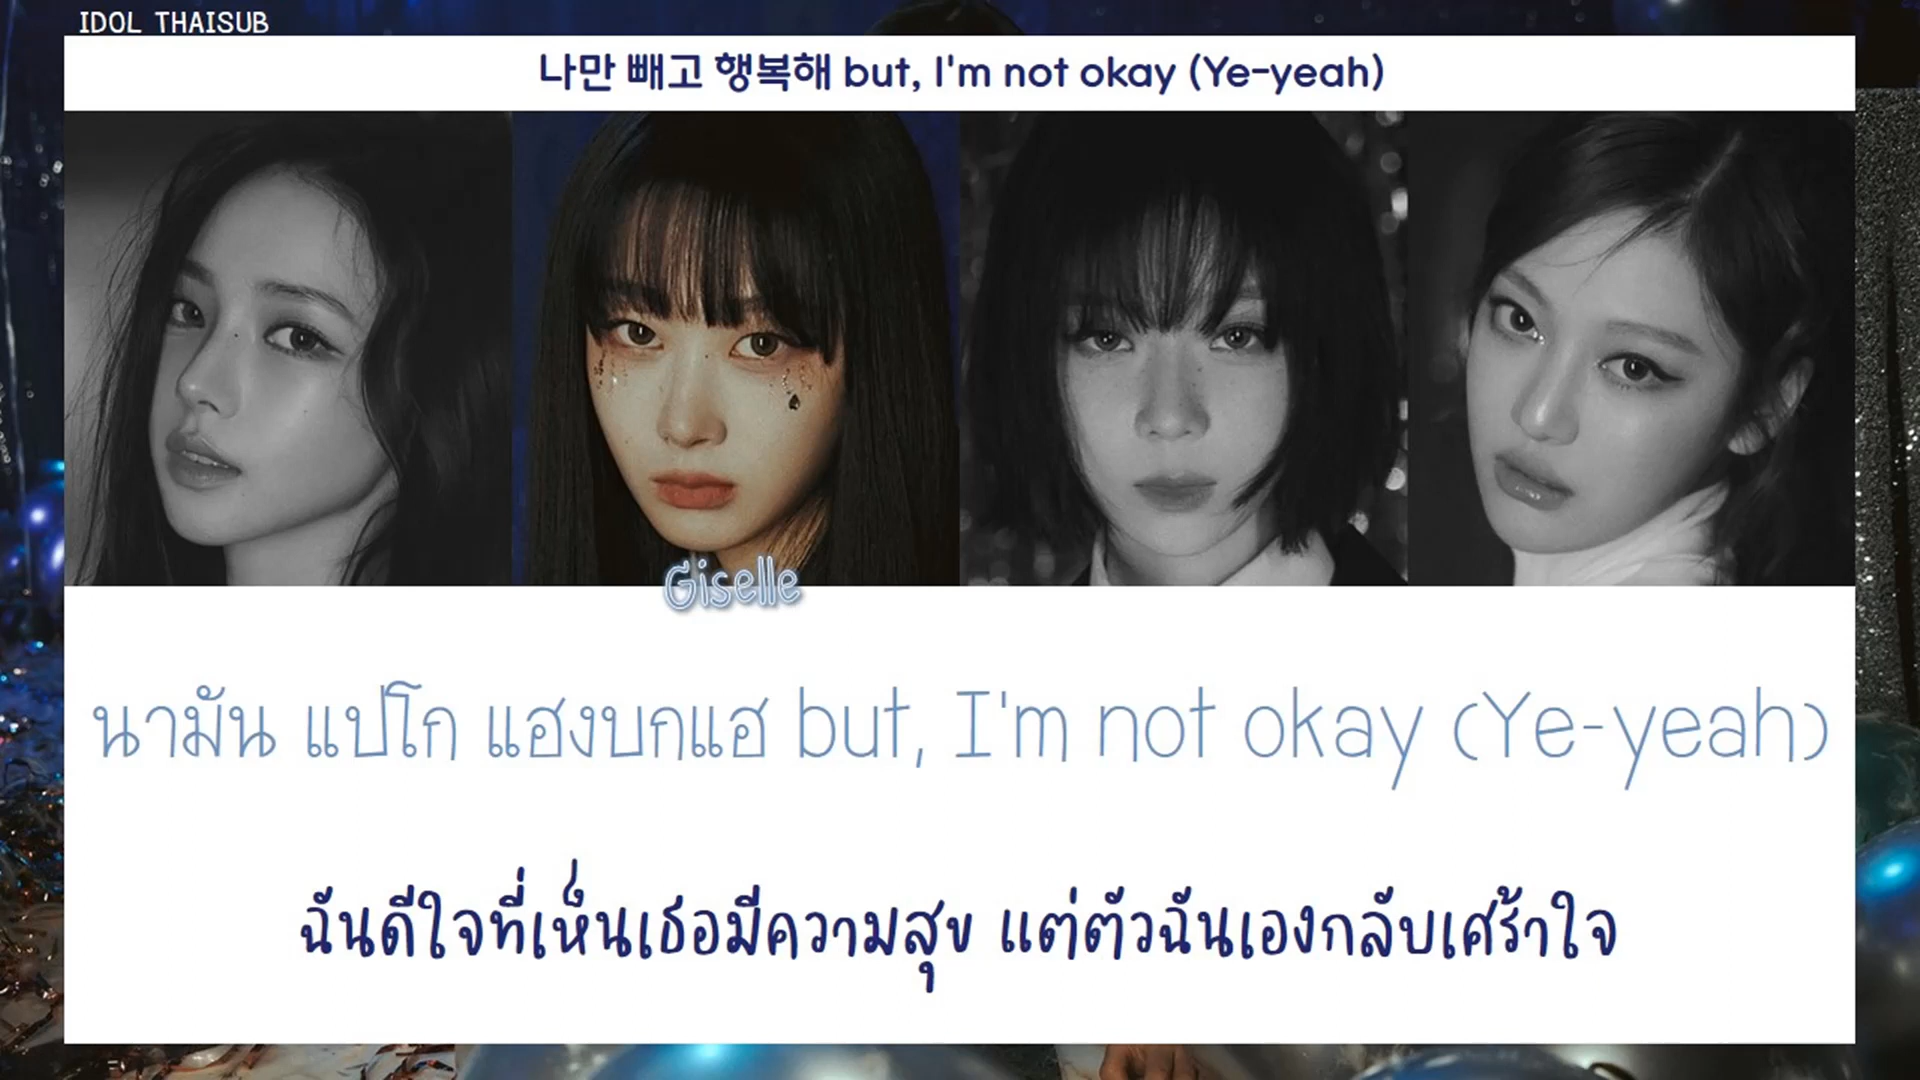 IDOL THAISUB
나만 빼고 행복해 but, I'm not okay (Ye-yeah)
Giselle
นามัน แปโก แฮงบกแฮ but, I'm not okay (Ye-yeah)
ฉันดีใจที่เห็นเธอมีความสุข แต่ตัวฉันเองกลับเศร้าใจ